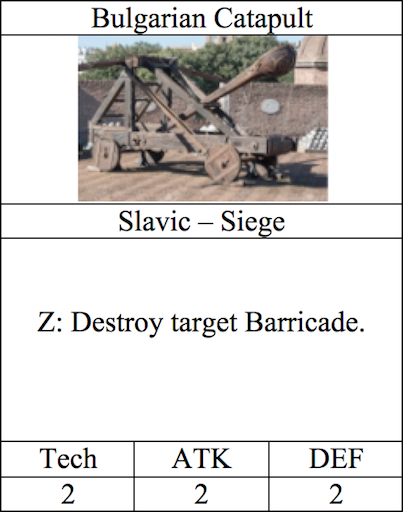 Bulgarian Catapult
Slavic – Siege
Z: Destroy target Barricade.
Tech ATK DEF
2 2 2